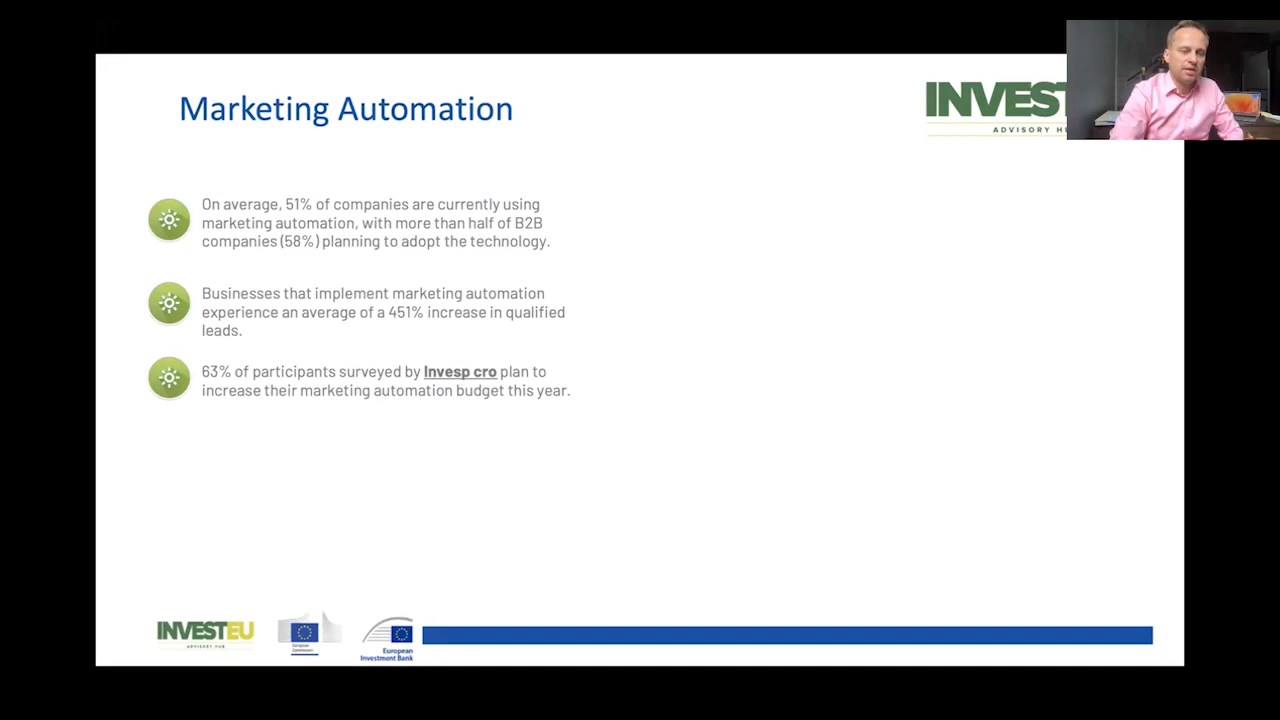 Marketing Automation
INVEST
ADVISORY
On average, 51% of companies are currently using
marketing automation, with more than half of B2B
companies (58%) planning to adopt the technology.
Businesses that implement marketing automation
experience an average of a 451% increase in qualified
leads.
63% of participants surveyed by Invesp cro plan to
increase their marketing automation budget this year.
INVESTEU
ADVISORY HUB
European
Commission
European
Investment Bank